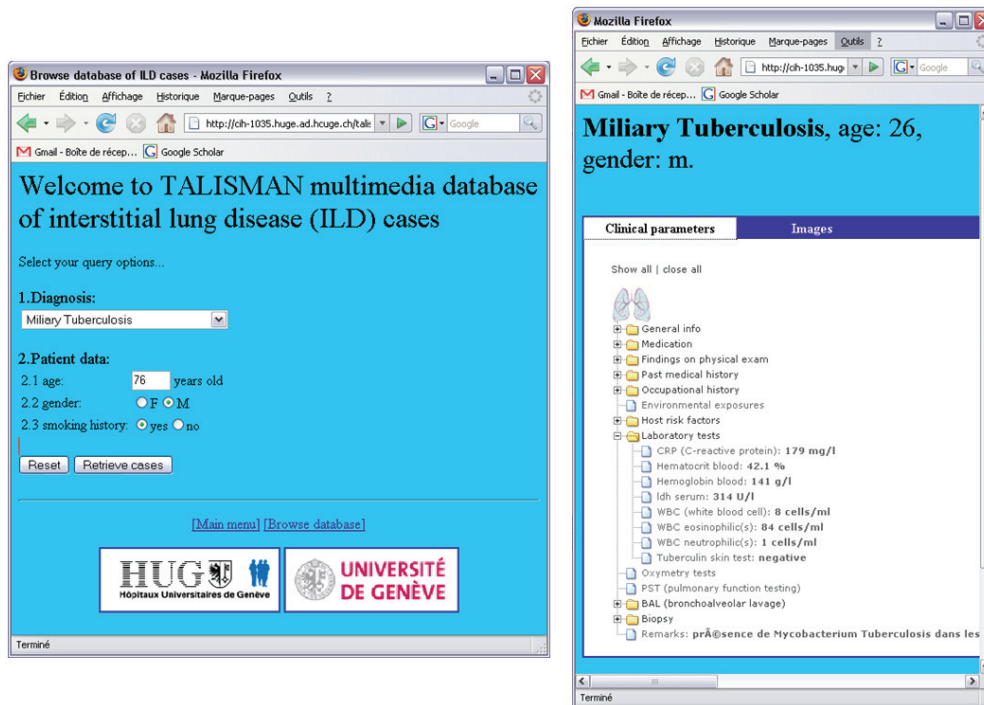 Browse database of ILD cases - Mozilla Firefox
Fichier Édition Affichage Historique Marque-pages Outils ?
http://cih-1035.huge.ad.hcuge.ch/tali
Google
Gmail - Boîte de récep... Google Scholar
Welcome to TALISMAN multimedia database
of interstitial lung disease (ILD) cases
Select your query options...
1.Diagnosis:
Miliary Tuberculosis
2.Patient data:
2.1 age: 76 years old
2.2 gender: F M
2.3 smoking history: yes no
Reset Retrieve cases
[Main menu] [Browse database]
HUG
Hôpitaux Universitaires de Genève
UNIVERSITÉ
DE GENÈVE
Terminé
Mozilla Firefox
Fichier Édition Affichage Historique Marque-pages Outils ?
http://cih-1035.hug
Google
Gmail - Boîte de récep... Google Scholar
Miliary Tuberculosis, age: 26,
gender: m.
Clinical parameters Images
Show all | close all
General info
Medication
Findings on physical exam
Past medical history
Occupational history
Environmental exposures
Host risk factors
Laboratory tests
CRP (C-reactive protein): 179 mg/l
Hematocrit blood: 42.1 %
Hemoglobin blood: 141 g/l
ldh serum: 314 U/l
WBC (white blood cell): 8 cells/ml
WBC eosinophilic(s): 84 cells/ml
WBC neutrophilic(s): 1 cells/ml
Tuberculin skin test: negative
Oxymetry tests
PST (pulmonary function testing)
BAL (bronchoalveolar lavage)
Biopsy
Remarks: prÃ©sence de Mycobacterium Tuberculosis dans les
Terminé